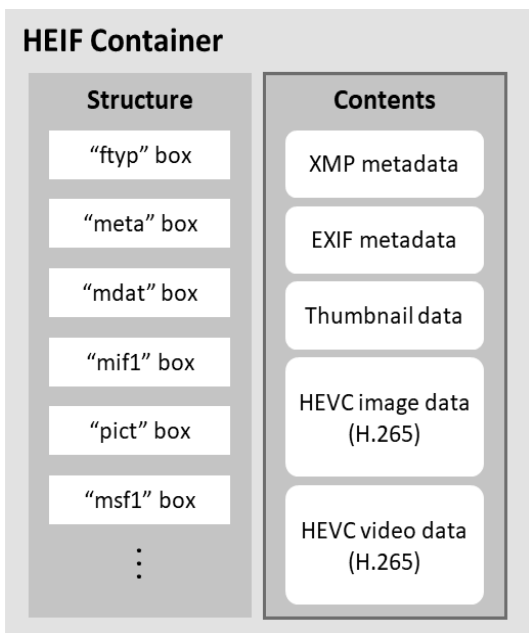 HEIF Container
Structure
“ftyp” box
“meta” box
“mdat” box
“mif1” box
“pict” box
“msf1” box
⋮
Contents
XMP metadata
EXIF metadata
Thumbnail data
HEVC image data
(H.265)
HEVC video data
(H.265)